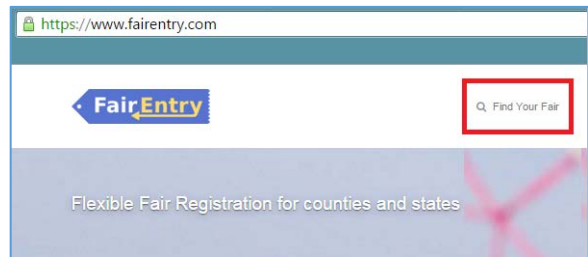 https://www.fairentry.com
FairEntry
Find Your Fair
Flexible Fair Registration for counties and states